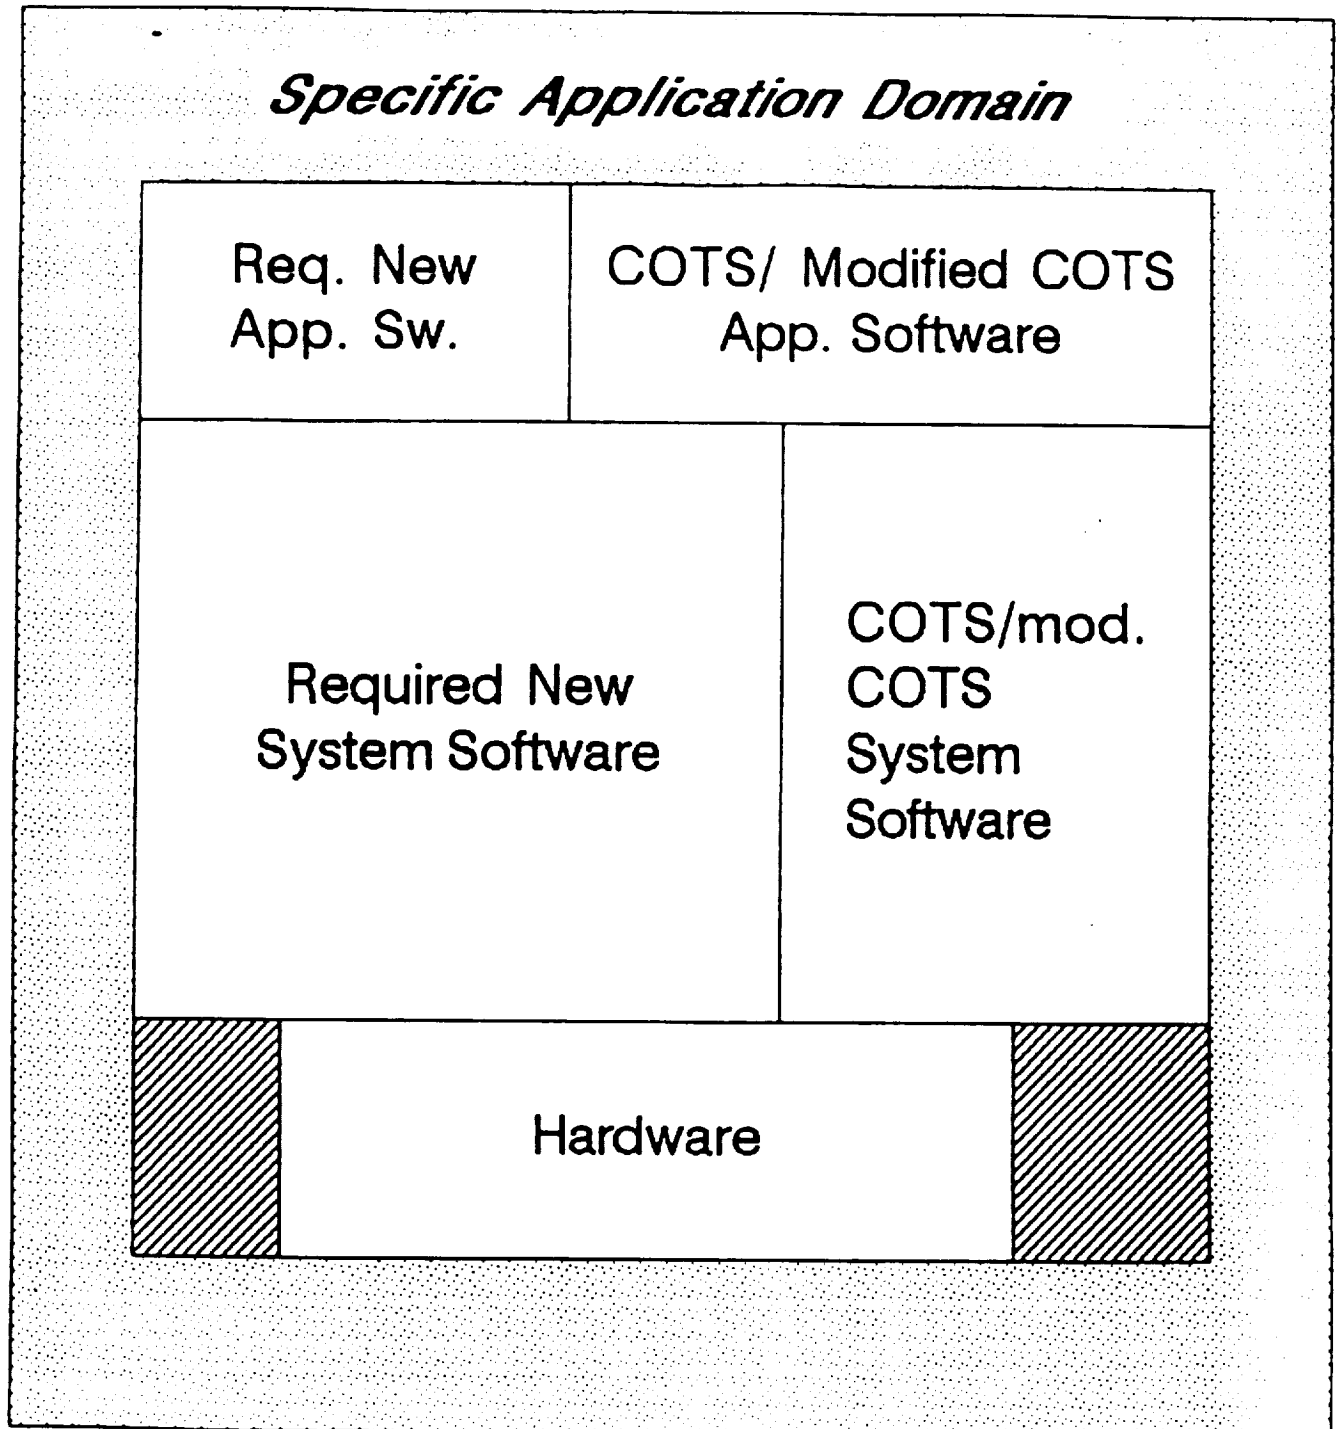 Specific Application Domain
Req. New
App. Sw.
COTS/ Modified COTS
App. Software
Required New
System Software
COTS/mod.
COTS
System
Software
Hardware